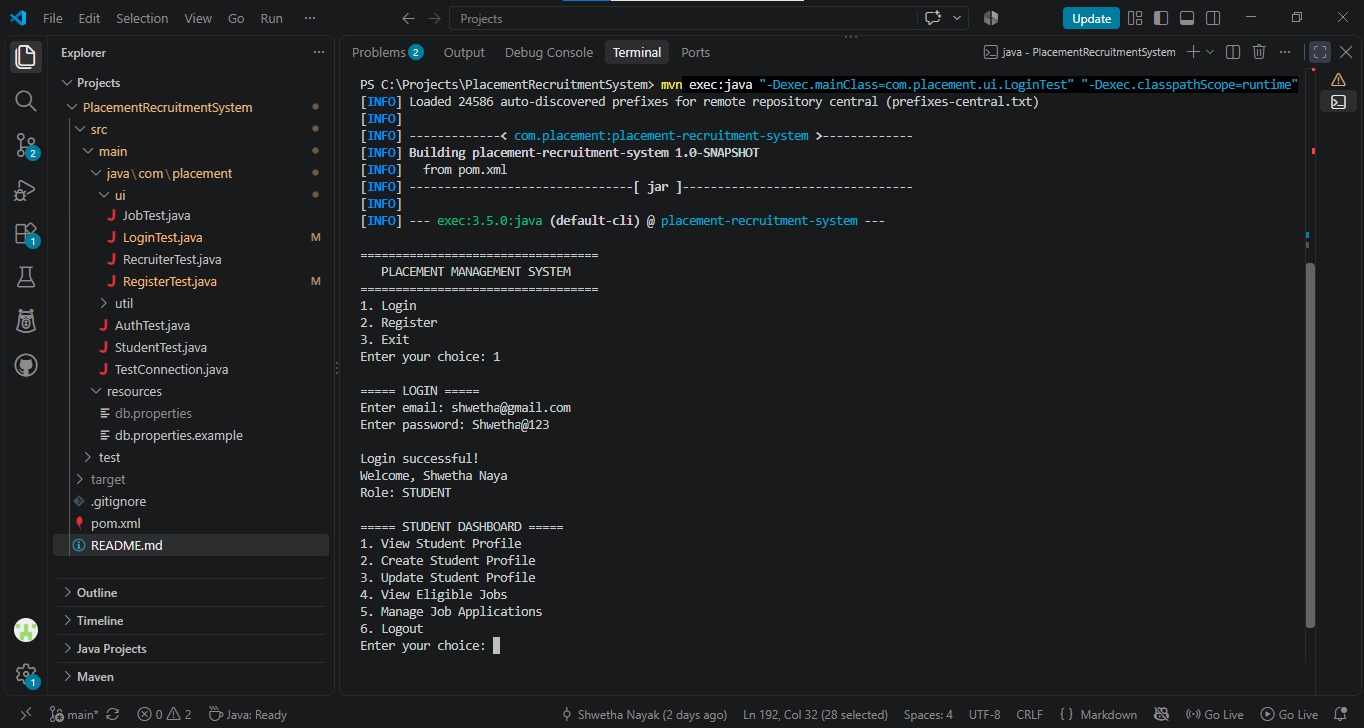 File Edit Selection View Go Run ··· Projects Update
Explorer ···
Projects
PlacementRecruitmentSystem
src
main
java\com\placement
ui
JobTest.java
LoginTest.java M
RecruiterTest.java
RegisterTest.java M
util
AuthTest.java
StudentTest.java
TestConnection.java
resources
db.properties
db.properties.example
test
target
.gitignore
pom.xml
README.md
Outline
Timeline
Java Projects
Maven
2
1
1
Problems 2 Output Debug Console Terminal Ports java - PlacementRecruitmentSystem ···
PS C:\Projects\PlacementRecruitmentSystem> mvn exec:java "-Dexec.mainClass=com.placement.ui.LoginTest" "-Dexec.classpathScope=runtime"
[INFO] Loaded 24586 auto-discovered prefixes for remote repository central (prefixes-central.txt)
[INFO]
[INFO] -------------< com.placement:placement-recruitment-system >-------------
[INFO] Building placement-recruitment-system 1.0-SNAPSHOT
[INFO]   from pom.xml
[INFO] --------------------------------[ jar ]---------------------------------
[INFO]
[INFO] --- exec:3.5.0:java (default-cli) @ placement-recruitment-system ---
==================================
PLACEMENT MANAGEMENT SYSTEM
==================================
1. Login
2. Register
3. Exit
Enter your choice: 1
===== LOGIN =====
Enter email: shwetha@gmail.com
Enter password: Shwetha@123
Login successful!
Welcome, Shwetha Naya
Role: STUDENT
===== STUDENT DASHBOARD =====
1. View Student Profile
2. Create Student Profile
3. Update Student Profile
4. View Eligible Jobs
5. Manage Job Applications
6. Logout
Enter your choice:
main* 0 2 Java: Ready Shwetha Nayak (2 days ago) Ln 192, Col 32 (28 selected) Spaces: 4 UTF-8 CRLF { } Markdown Go Live Go Live